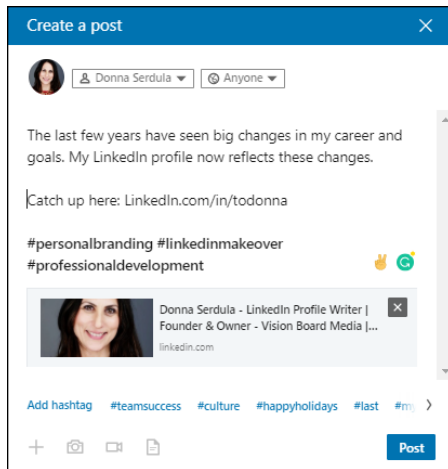 Create a post
Donna Serdula
Anyone
The last few years have seen big changes in my career and
goals. My LinkedIn profile now reflects these changes.
Catch up here: LinkedIn.com/in/todonna
#personalbranding #linkedinmakeover
#professionaldevelopment
Donna Serdula - LinkedIn Profile Writer |
Founder & Owner - Vision Board Media |...
linkedin.com
Add hashtag #teamsuccess #culture #happyholidays #last
Post